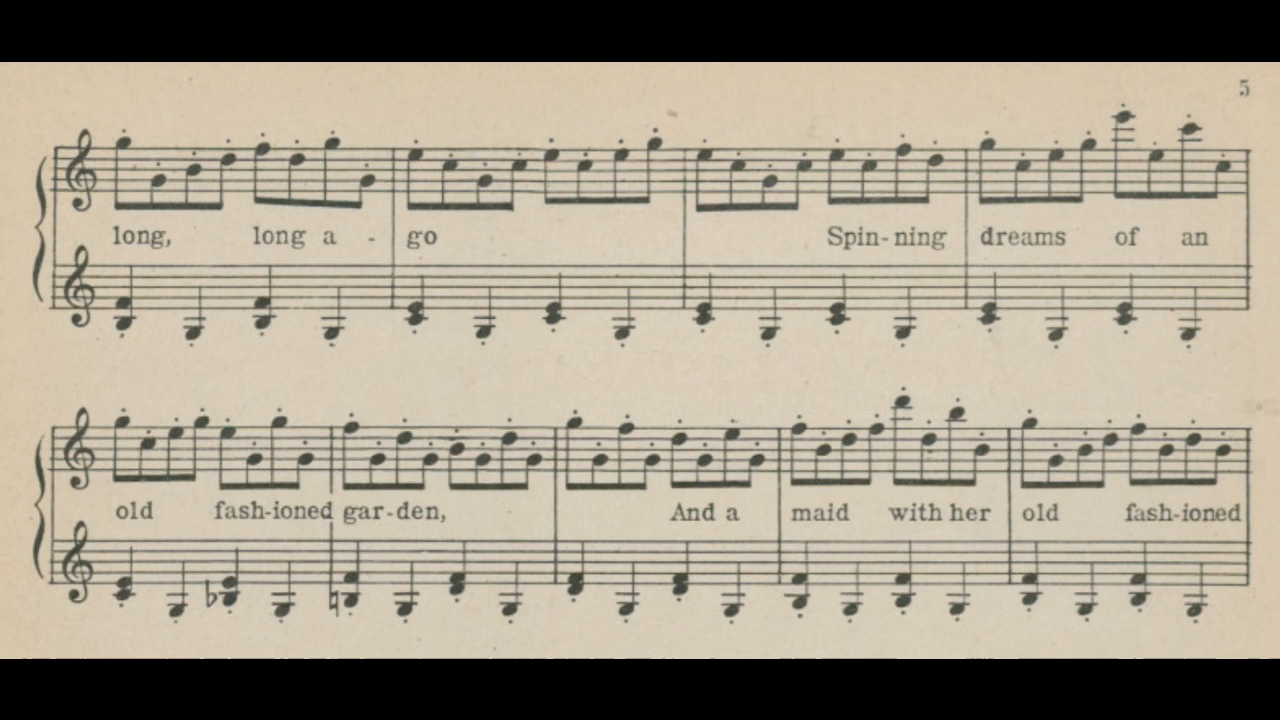 5
long, long a - go Spin- ning dreams of an
old fash-ioned gar-den, And a maid with her old fash-ioned